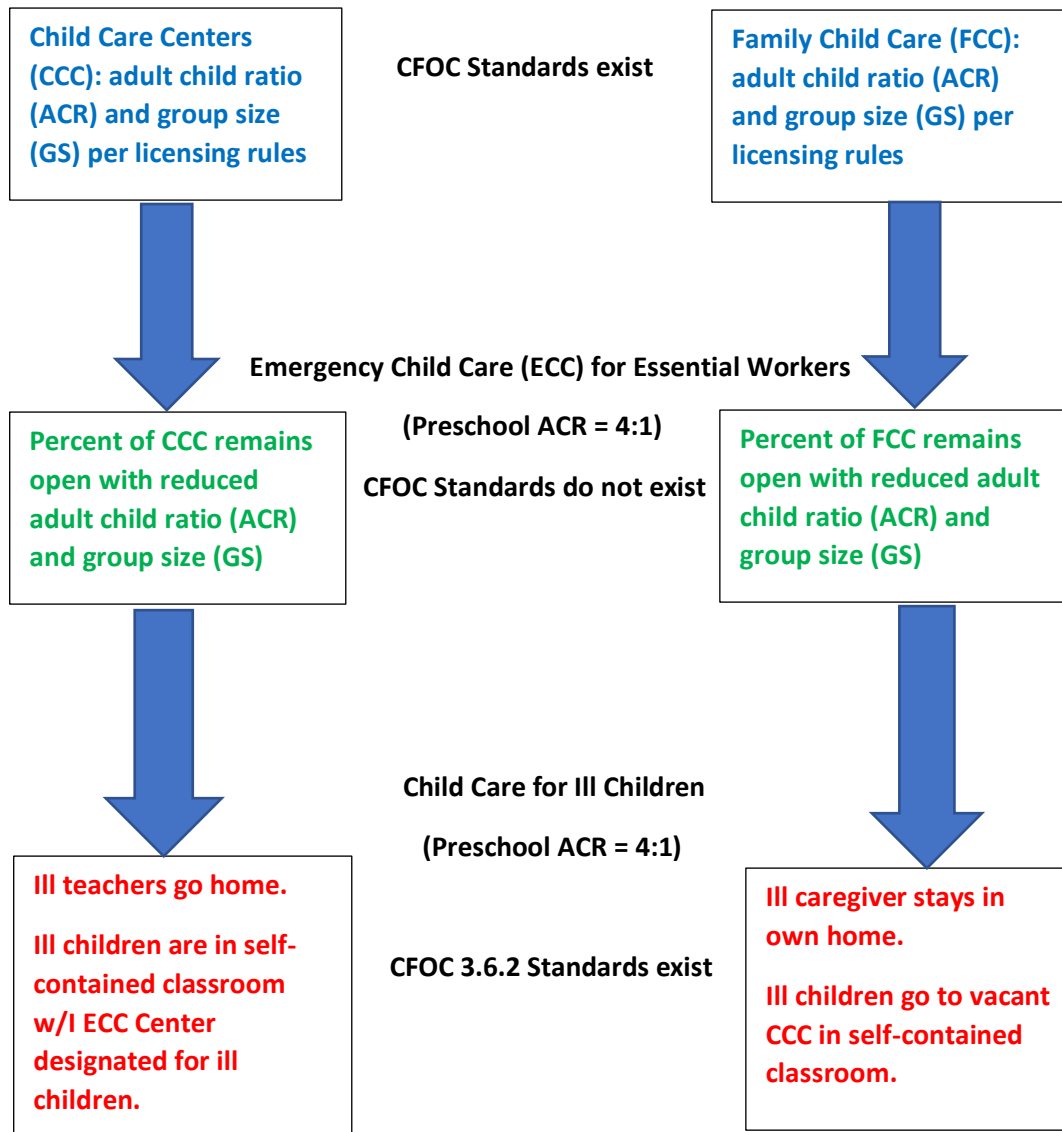 Child Care Centers
(CCC): adult child ratio
(ACR) and group size
(GS) per licensing rules
CFOC Standards exist
Family Child Care (FCC):
adult child ratio (ACR)
and group size (GS) per
licensing rules
Emergency Child Care (ECC) for Essential Workers
(Preschool ACR = 4:1)
CFOC Standards do not exist
Percent of CCC remains
open with reduced
adult child ratio (ACR)
and group size (GS)
Percent of FCC remains
open with reduced adult
child ratio (ACR) and
group size (GS)
Child Care for Ill Children
(Preschool ACR = 4:1)
CFOC 3.6.2 Standards exist
Ill teachers go home.
Ill children are in self-
contained classroom
w/I ECC Center
designated for ill
children.
Ill caregiver stays in
own home.
Ill children go to vacant
CCC in self-contained
classroom.